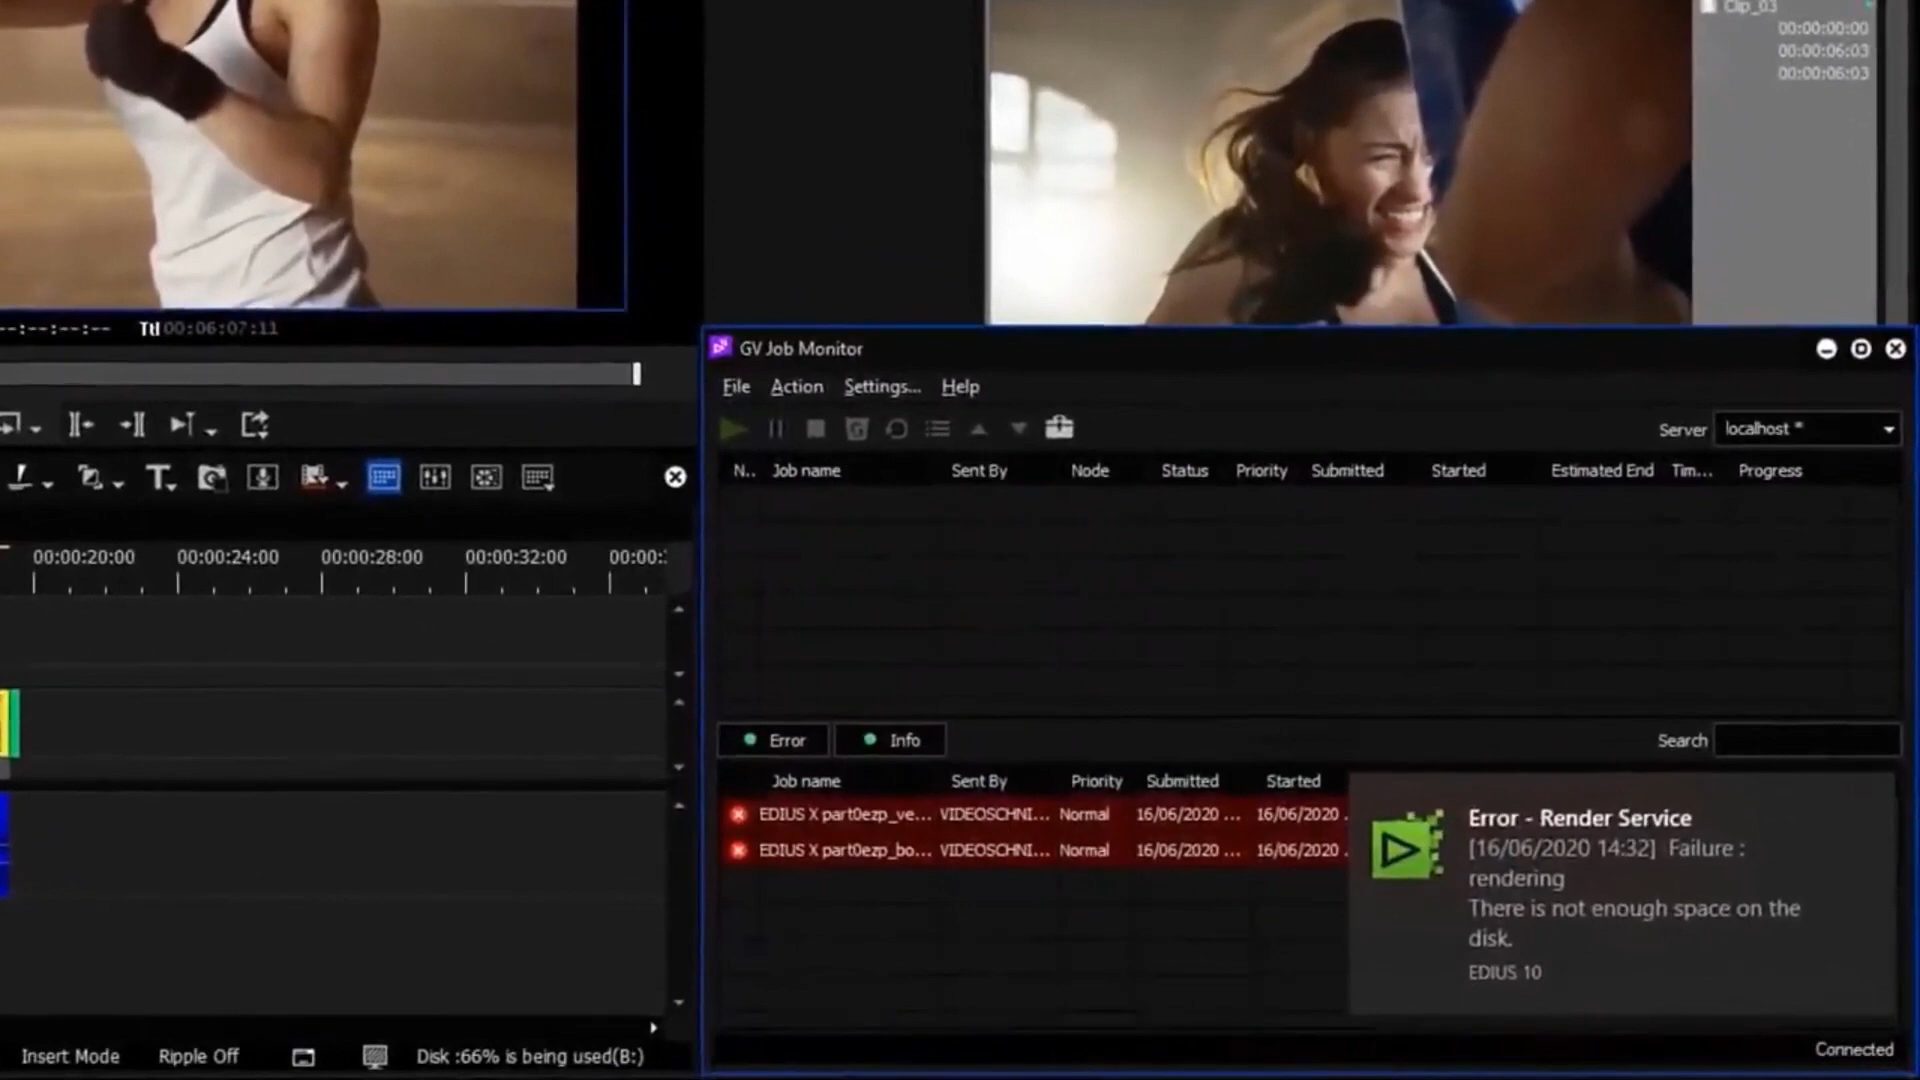 Clip_03
00:00:00:00
00:00:06:03
00:00:06:03
--:--:--:-- Ttl 00:06:07:11
GV Job Monitor
File Action Settings... Help
Server localhost *
N.. Job name Sent By Node Status Priority Submitted Started Estimated End Tim... Progress
00:00:20:00 00:00:24:00 00:00:28:00 00:00:32:00 00:00:
Error Info Search
Job name Sent By Priority Submitted Started
EDIUS X part0ezp_ve... VIDEOSCHNI... Normal 16/06/2020 ... 16/06/2020 .
EDIUS X part0ezp_bo... VIDEOSCHNI... Normal 16/06/2020 ... 16/06/2020 .
Error - Render Service
[16/06/2020 14:32] Failure :
rendering
There is not enough space on the
disk.
EDIUS 10
Connected
Insert Mode Ripple Off Disk :66% is being used(B:)